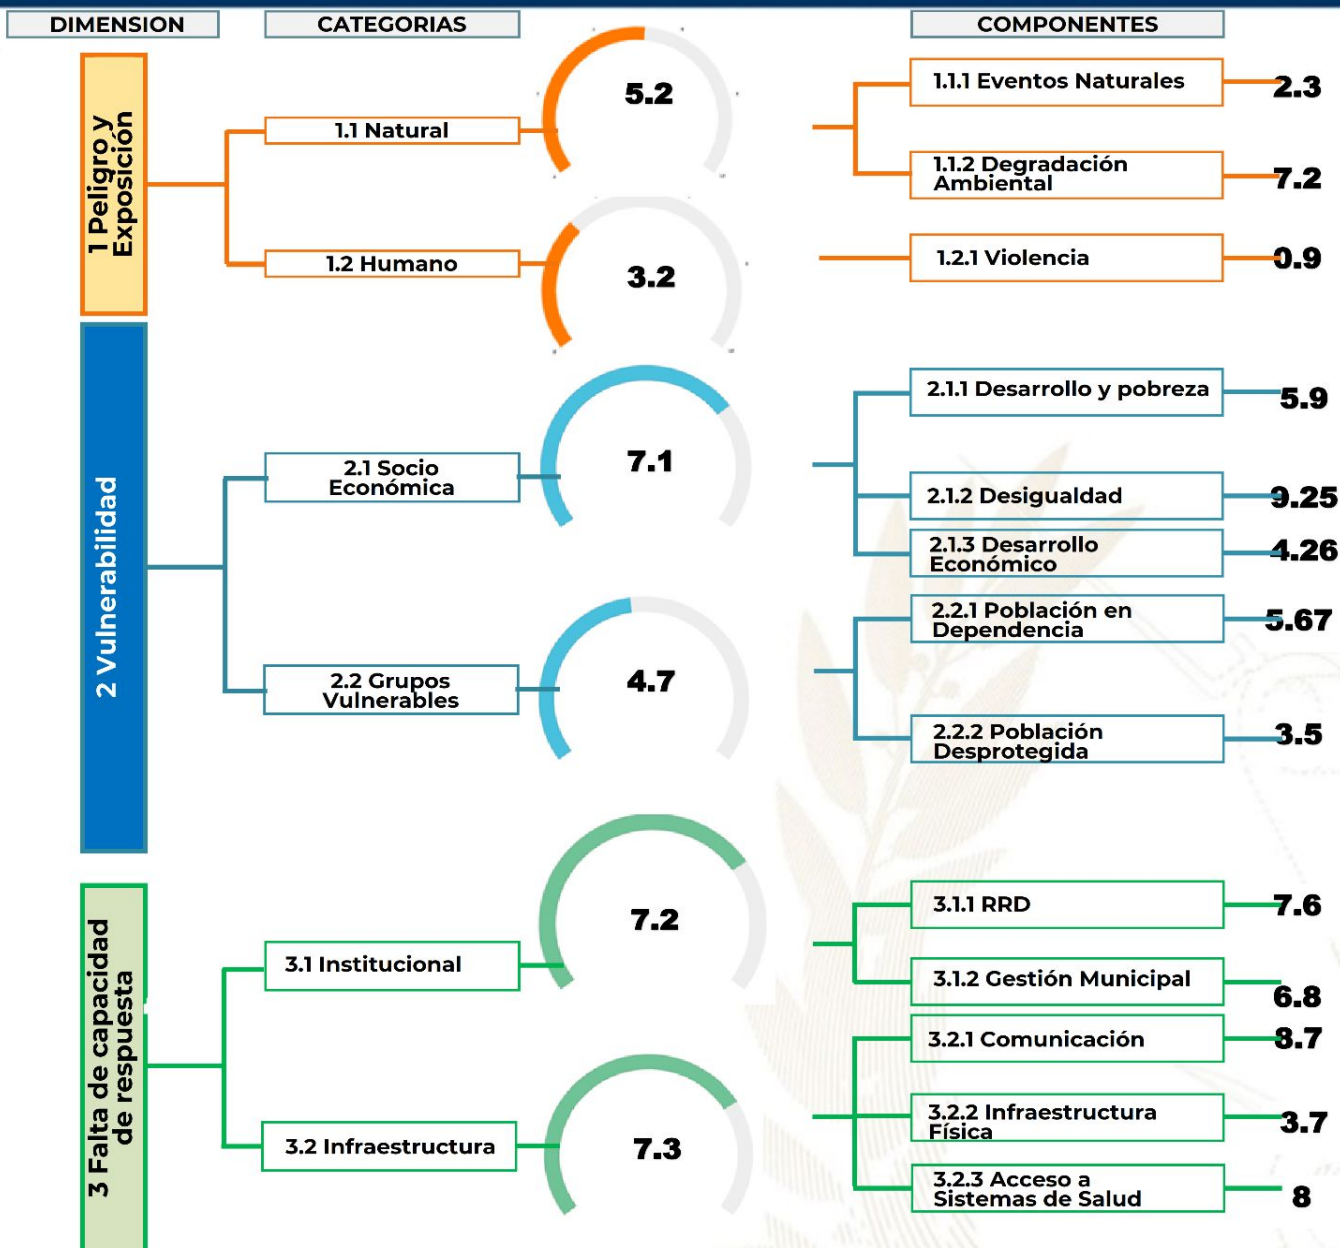 DIMENSION
CATEGORIAS
COMPONENTES
1 Peligro y
Exposición
1.1 Natural
5.2
1.1.1 Eventos Naturales
2.3
1.1.2 Degradación
Ambiental
7.2
1.2 Humano
3.2
1.2.1 Violencia
0.9
2 Vulnerabilidad
2.1 Socio
Económica
7.1
2.1.1 Desarrollo y pobreza
5.9
2.1.2 Desigualdad
9.25
2.1.3 Desarrollo
Económico
4.26
2.2 Grupos
Vulnerables
4.7
2.2.1 Población en
Dependencia
5.67
2.2.2 Población
Desprotegida
3.5
3 Falta de capacidad
de respuesta
3.1 Institucional
7.2
3.1.1 RRD
7.6
3.1.2 Gestión Municipal
6.8
3.2 Infraestructura
7.3
3.2.1 Comunicación
8.7
3.2.2 Infraestructura
Física
3.7
3.2.3 Acceso a
Sistemas de Salud
8